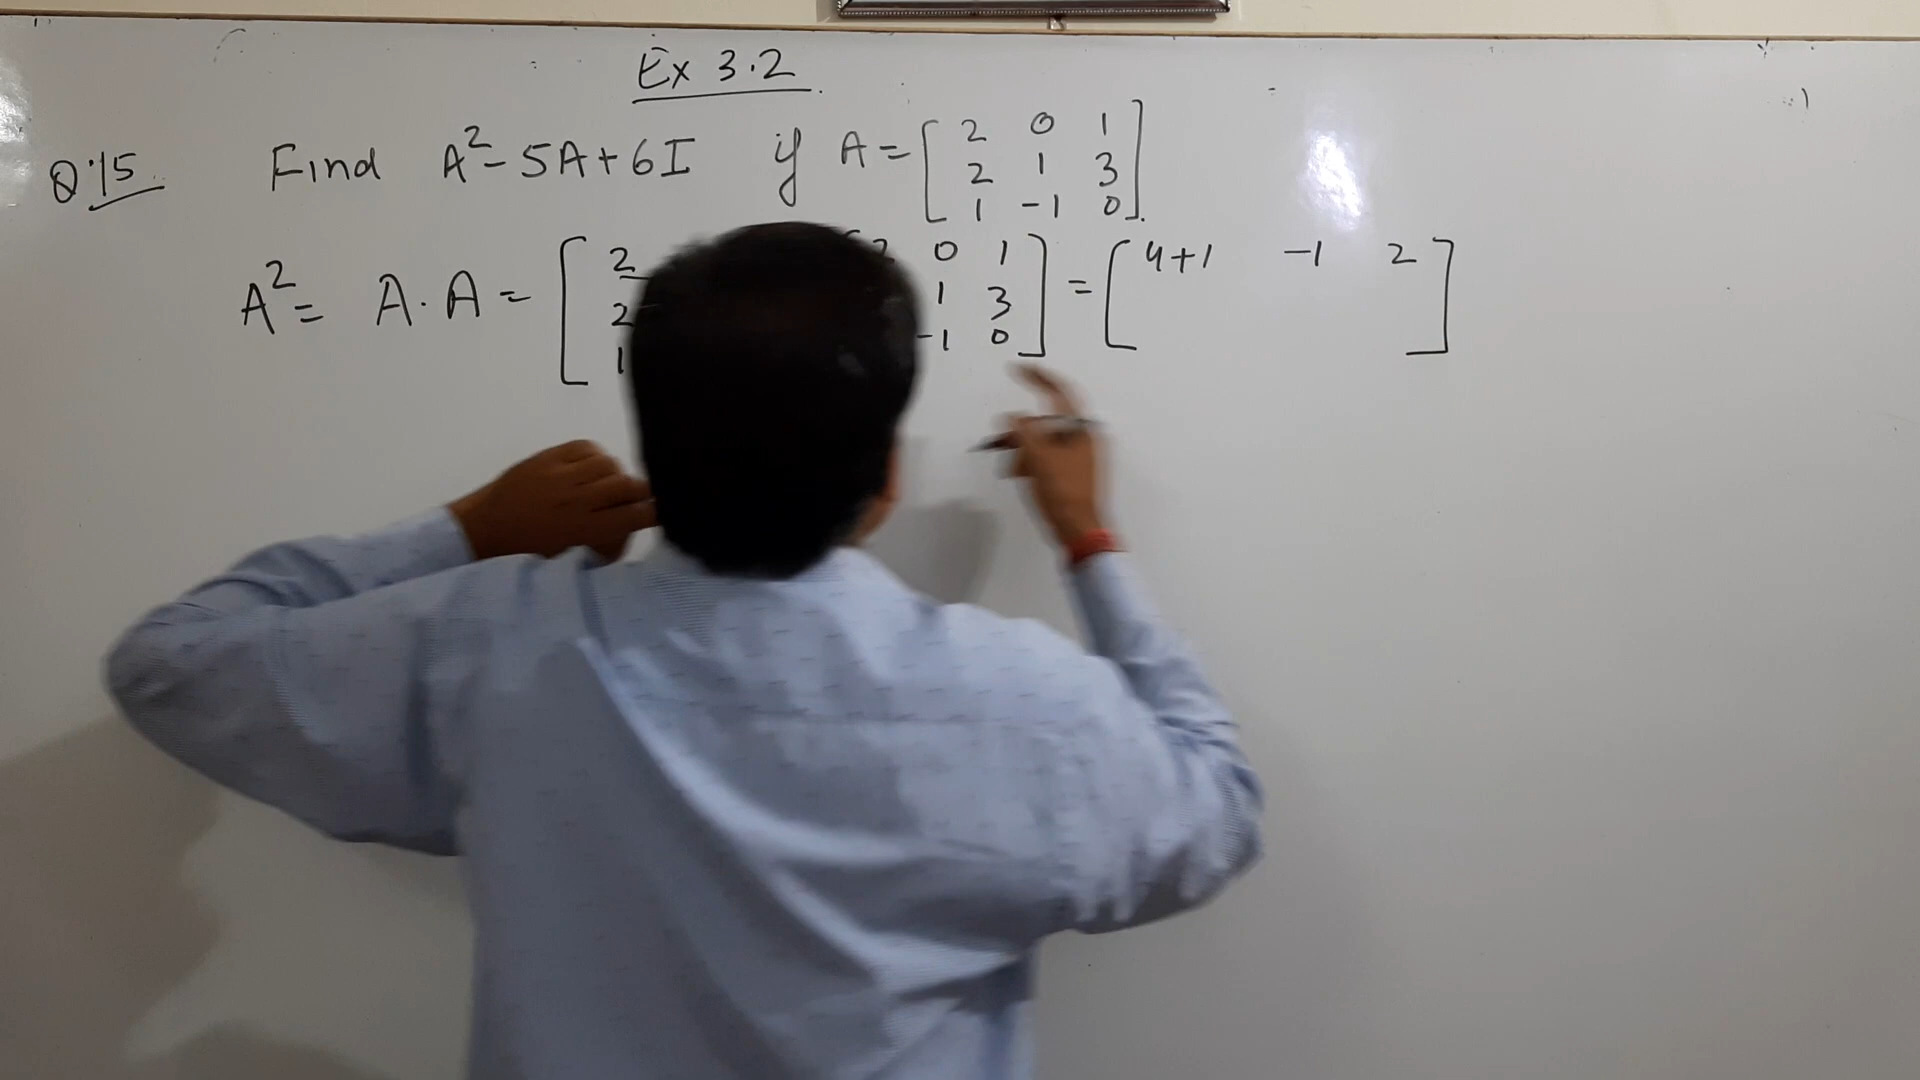 Ex 3.2
Q.15 Find A²-5A+6I if A = [ 2 0 1
2 1 3
1 -1 0 ].
A² = A.A = [ 2 2 0 1 ] = [ 4+1 -1 2 ]
2 1 3
1 -1 0